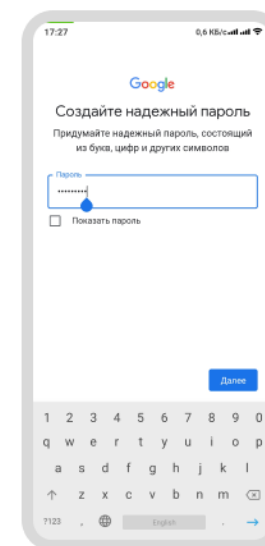 17:27 0,6 КБ/с
Google
Создайте надежный пароль
Придумайте надежный пароль, состоящий
из букв, цифр и других символов
Пароль
•••••••••
Показать пароль
Далее
1 2 3 4 5 6 7 8 9 0
q w e r t y u i o p
a s d f g h j k l
z x c v b n m
?123 , English .